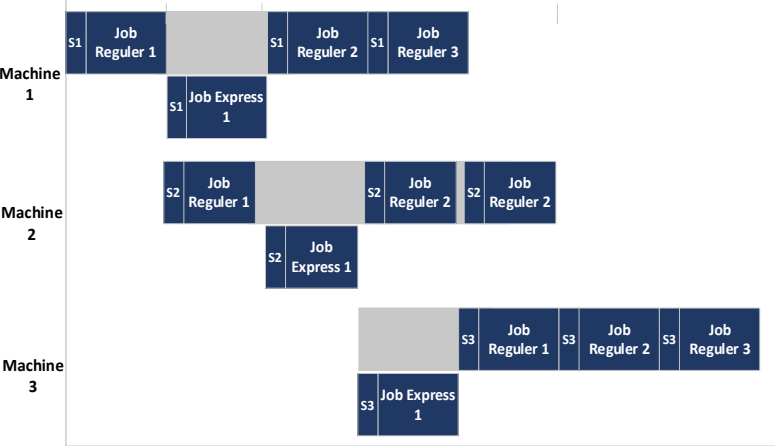 S1
Job
Reguler 1
S1
Job
Reguler 2
S1
Job
Reguler 3
Machine
1
S1
Job Express
1
S2
Job
Reguler 1
S2
Job
Reguler 2
S2
Job
Reguler 2
Machine
2
S2
Job
Express 1
S3
Job
Reguler 1
S3
Job
Reguler 2
S3
Job
Reguler 3
Machine
3
S3
Job Express
1